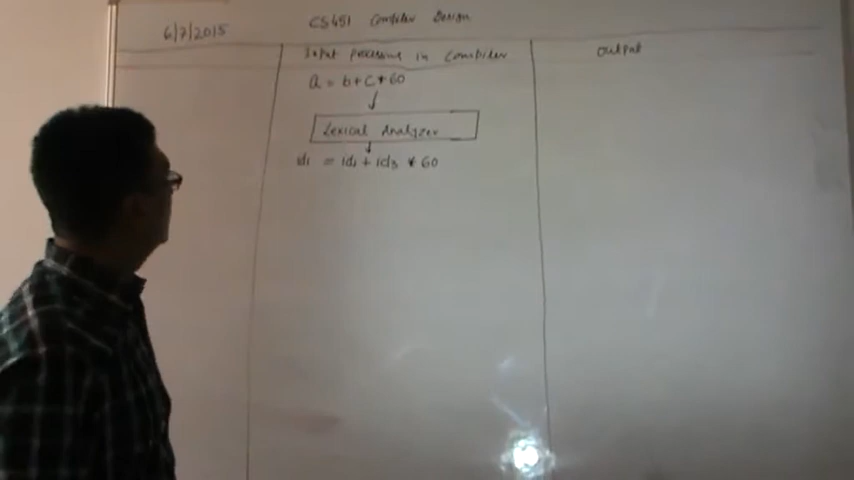 6/7/2015
CS451 Compiler Design
Input processing in Compiler
output
a = b + c * 60
Lexical Analyzer
id1 = id2 + id3 * 60